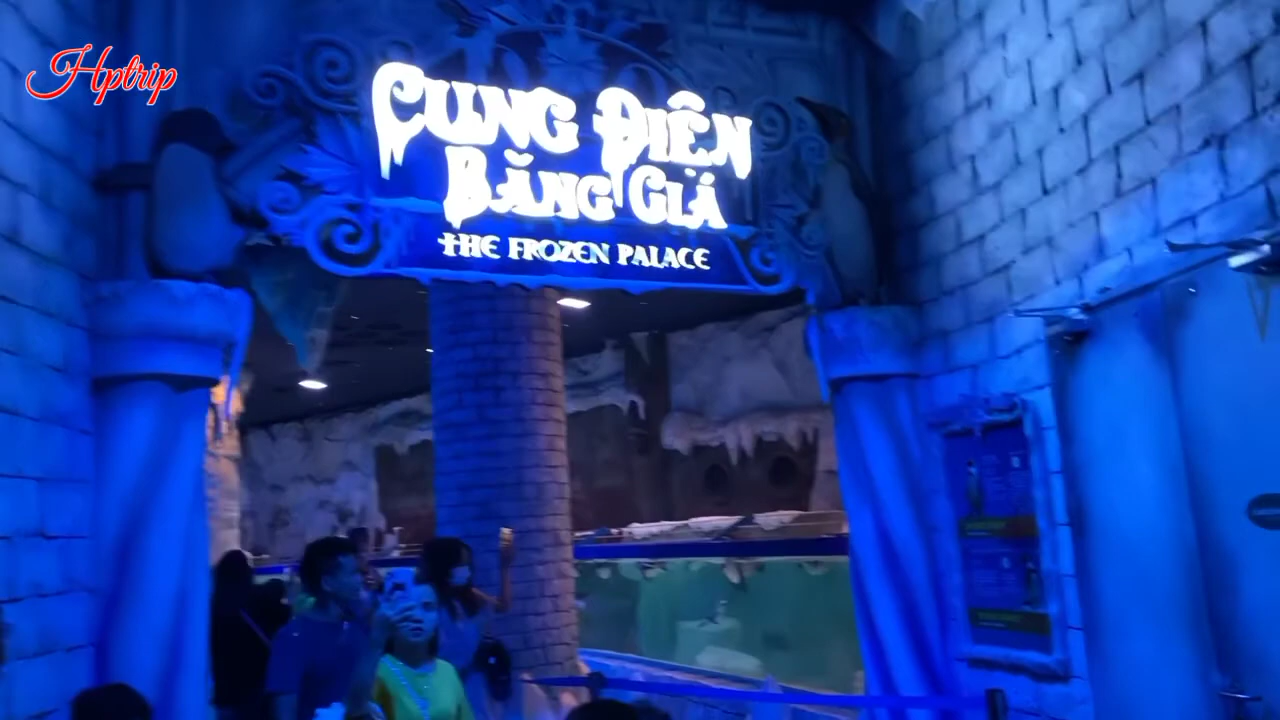 Hptrip
CUNG ĐIỆN
BĂNG GIÁ
THE FROZEN PALACE